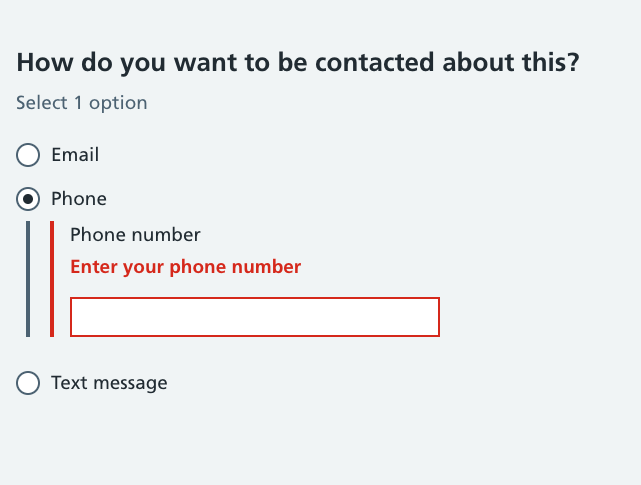 How do you want to be contacted about this?
Select 1 option
Email
Phone
Phone number
Enter your phone number
Text message